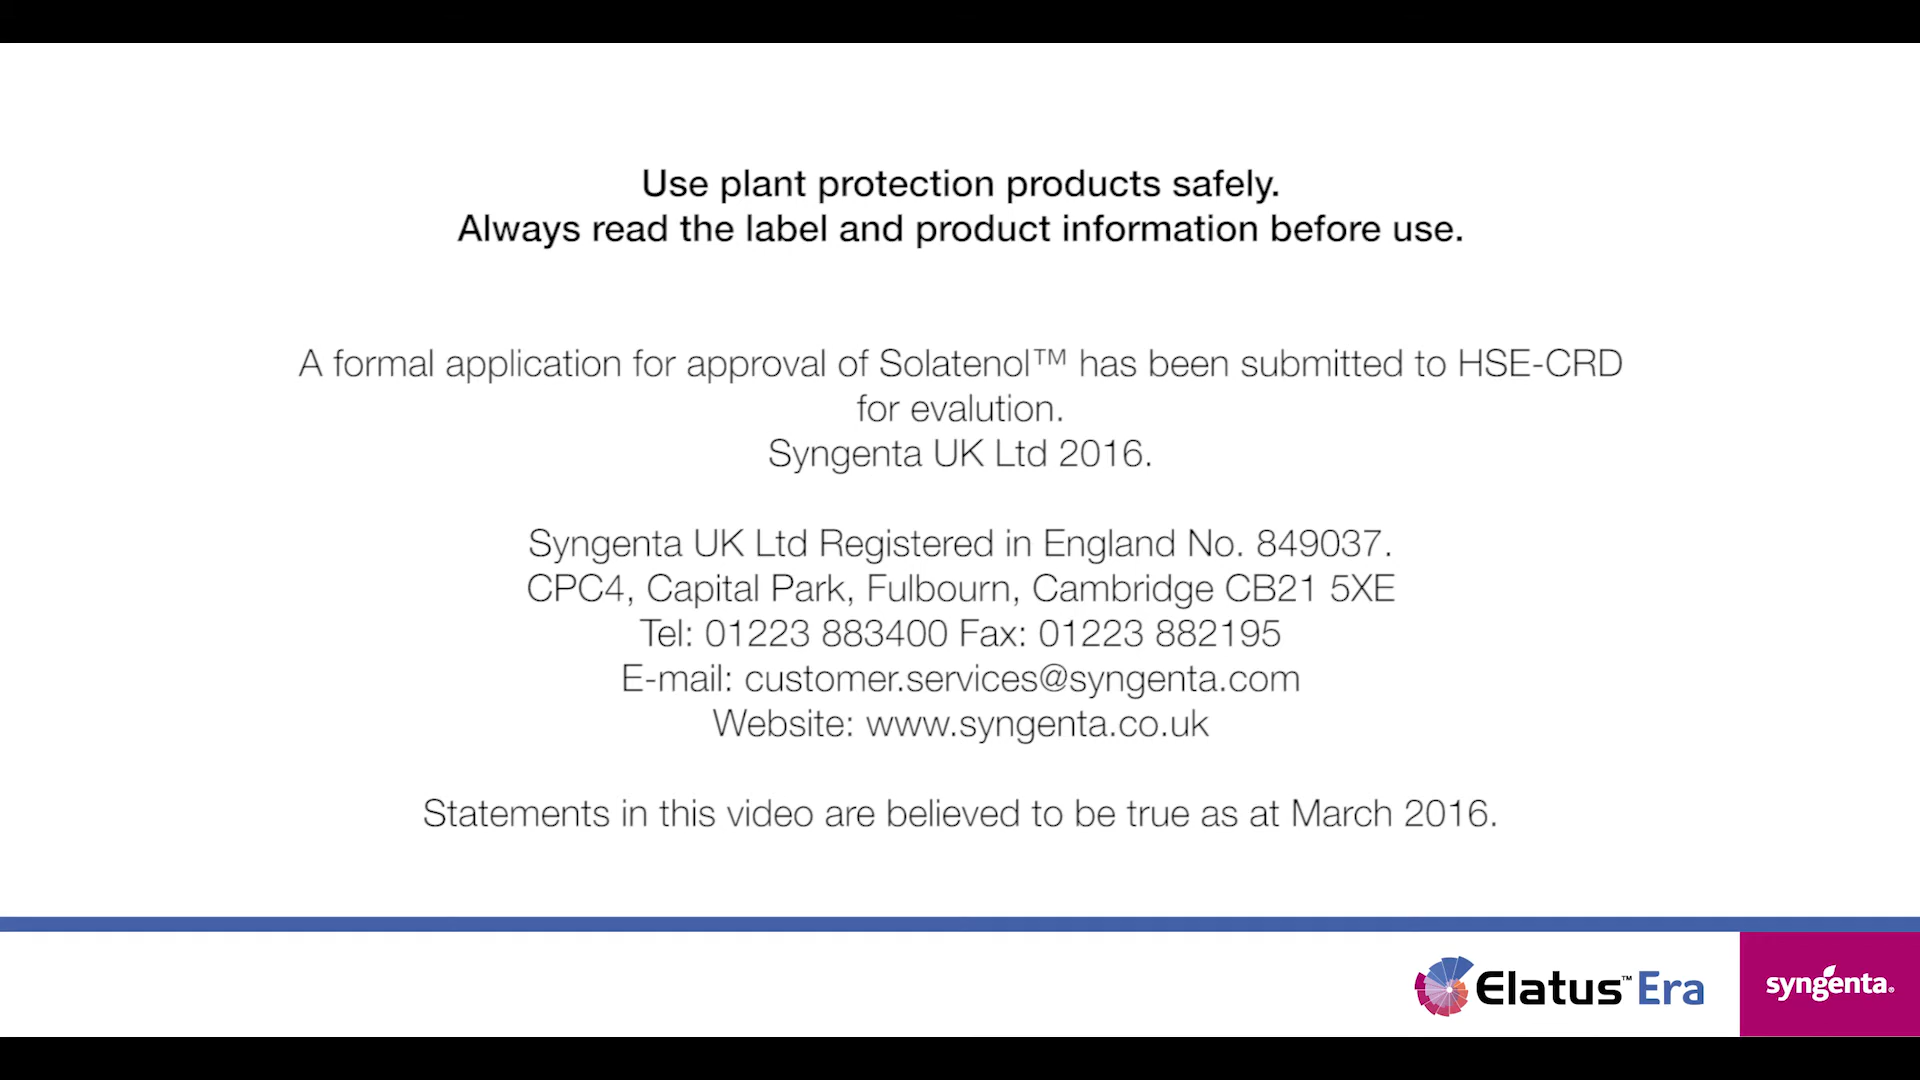 Use plant protection products safely.
Always read the label and product information before use.
A formal application for approval of Solatenol™ has been submitted to HSE-CRD
for evalution.
Syngenta UK Ltd 2016.
Syngenta UK Ltd Registered in England No. 849037.
CPC4, Capital Park, Fulbourn, Cambridge CB21 5XE
Tel: 01223 883400 Fax: 01223 882195
E-mail: customer.services@syngenta.com
Website: www.syngenta.co.uk
Statements in this video are believed to be true as at March 2016.
Elatus™ Era
syngenta®